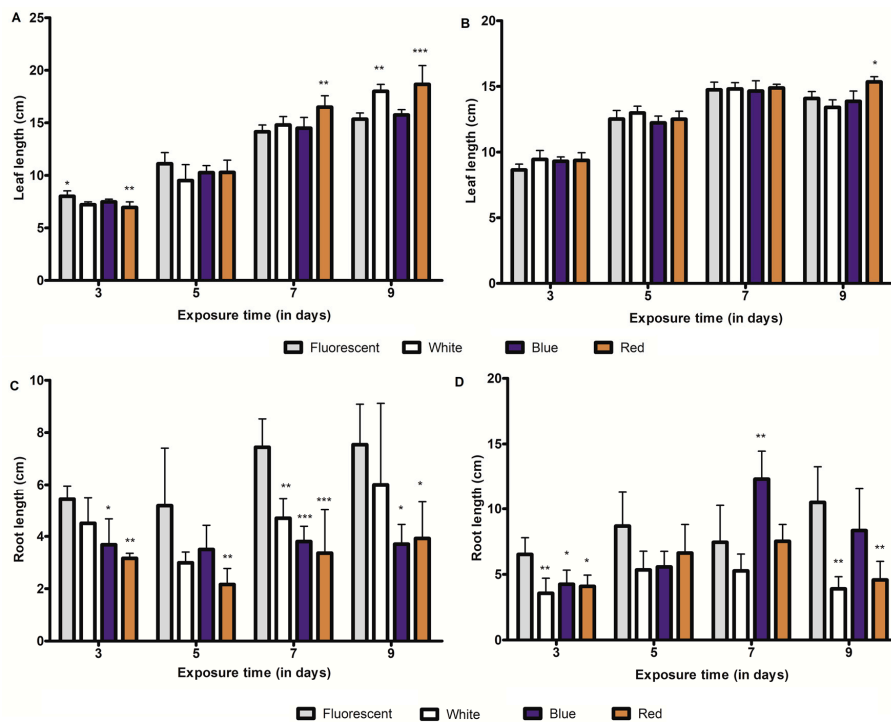 A
Leaf length (cm)
25
20
15
10
5
0
* ** ** ** ***
3 5 7 9
Exposure time (in days)
B
Leaf length (cm)
20
15
10
5
0
*
3 5 7 9
Exposure time (in days)
Fluorescent White Blue Red
C
Root length (cm)
10
8
6
4
2
0
* ** ** ** *** *** * *
3 5 7 9
Exposure time (in days)
D
Root length (cm)
20
15
10
5
0
** * * ** ** **
3 5 7 9
Exposure time (in days)
Fluorescent White Blue Red